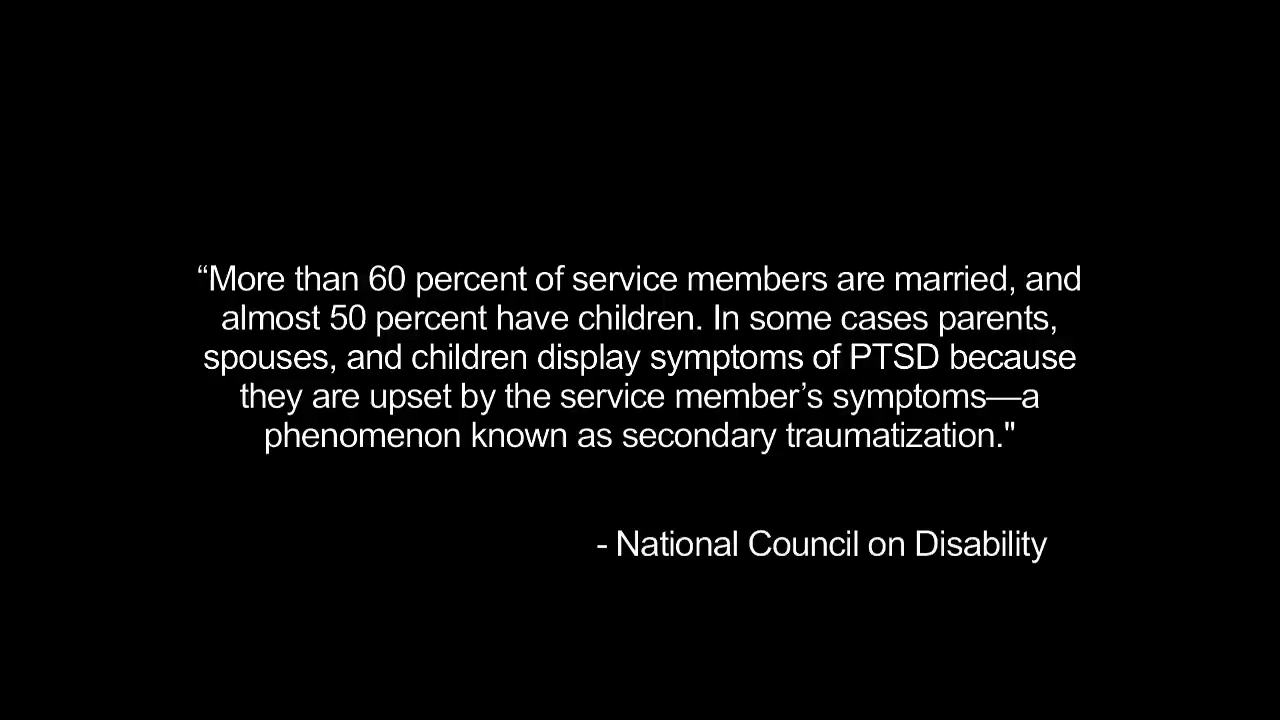 “More than 60 percent of service members are married, and
almost 50 percent have children. In some cases parents,
spouses, and children display symptoms of PTSD because
they are upset by the service member’s symptoms—a
phenomenon known as secondary traumatization."
- National Council on Disability